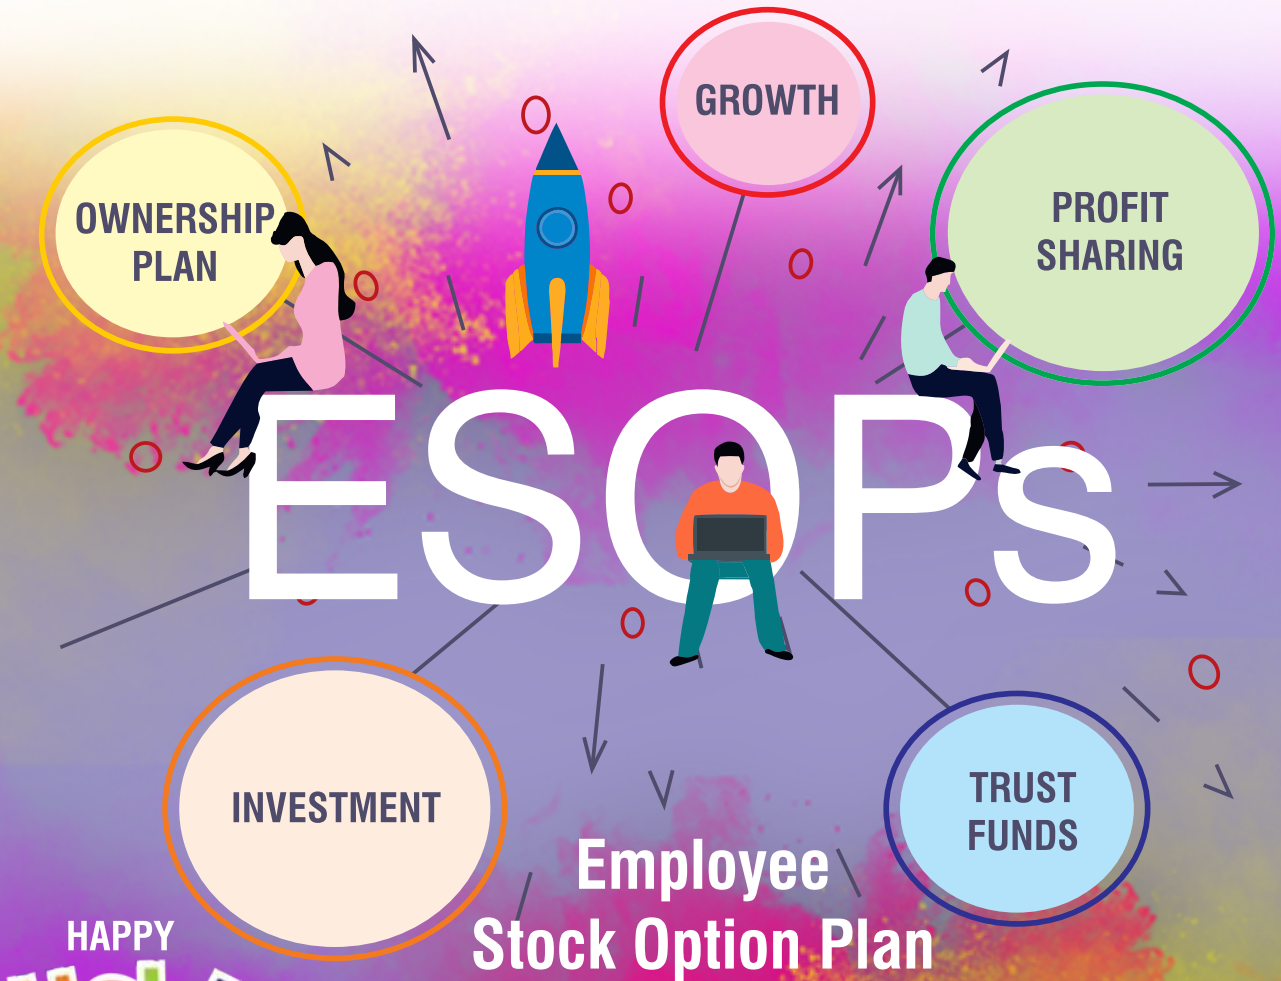 GROWTH
OWNERSHIP
PLAN
PROFIT
SHARING
ESOPs
INVESTMENT
TRUST
FUNDS
Employee
Stock Option Plan
HAPPY